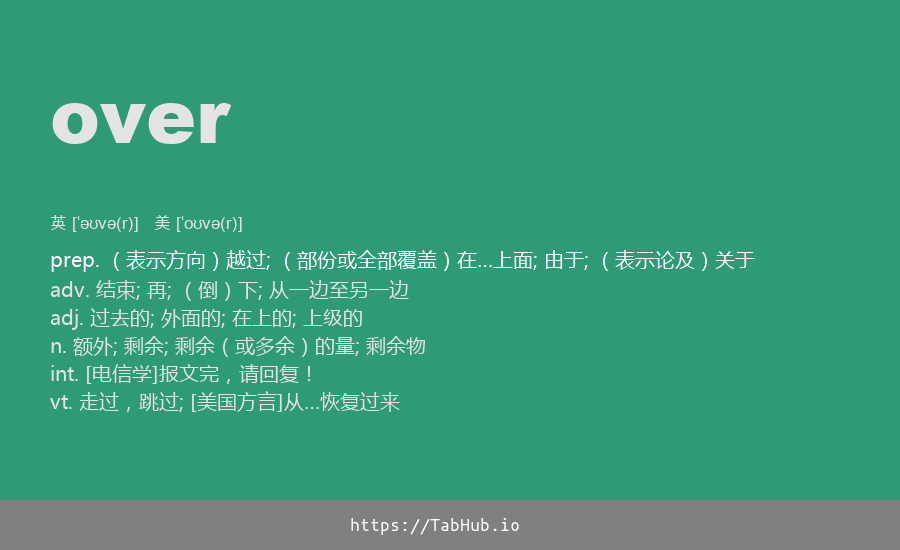 over
英 [ˈəʊvə(r)] 美 [ˈoʊvə(r)]
prep. （表示方向）越过; （部份或全部覆盖）在...上面; 由于; （表示论及）关于
adv. 结束; 再; （倒）下; 从一边至另一边
adj. 过去的; 外面的; 在上的; 上级的
n. 额外; 剩余; 剩余（或多余）的量; 剩余物
int. [电信学]报文完，请回复！
vt. 走过，跳过; [美国方言]从...恢复过来
https://TabHub.io